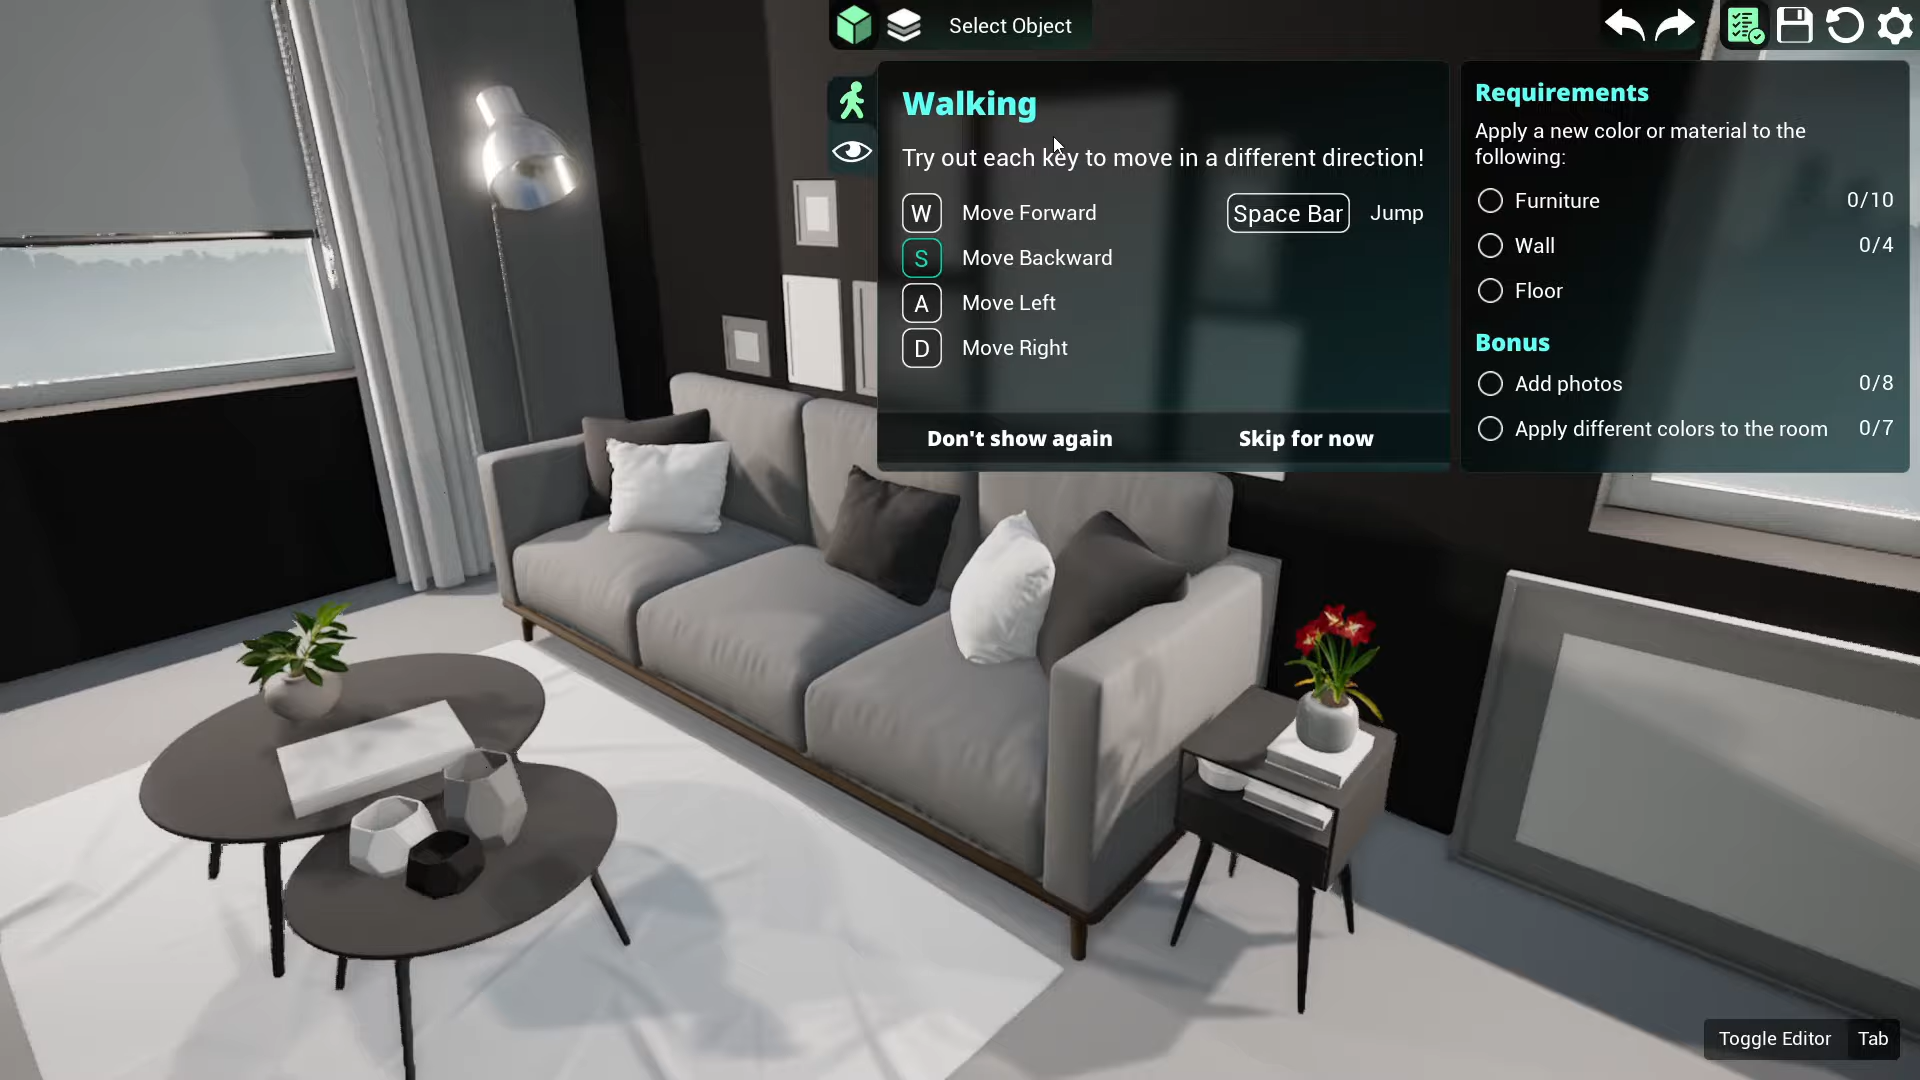 Select Object
Walking
Try out each key to move in a different direction!
W Move Forward
Space Bar Jump
S Move Backward
A Move Left
D Move Right
Don't show again
Skip for now
Requirements
Apply a new color or material to the
following:
Furniture 0/10
Wall 0/4
Floor
Bonus
Add photos 0/8
Apply different colors to the room 0/7
Toggle Editor Tab